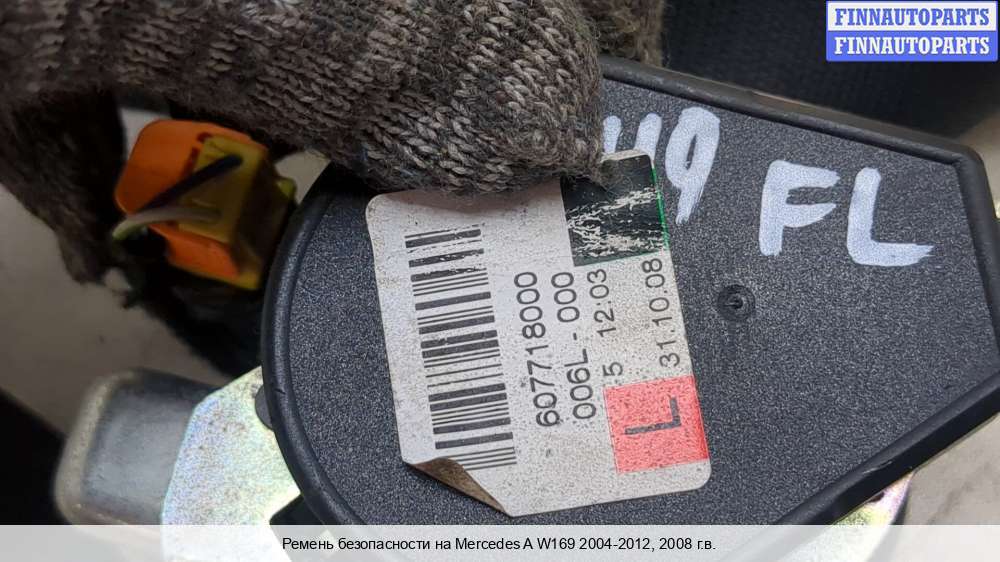 FINNAUTOPARTS
FINNAUTOPARTS
FL
607718000
006L - 000
5 12:03
31.10.08
L
Ремень безопасности на Mercedes A W169 2004-2012, 2008 г.в.